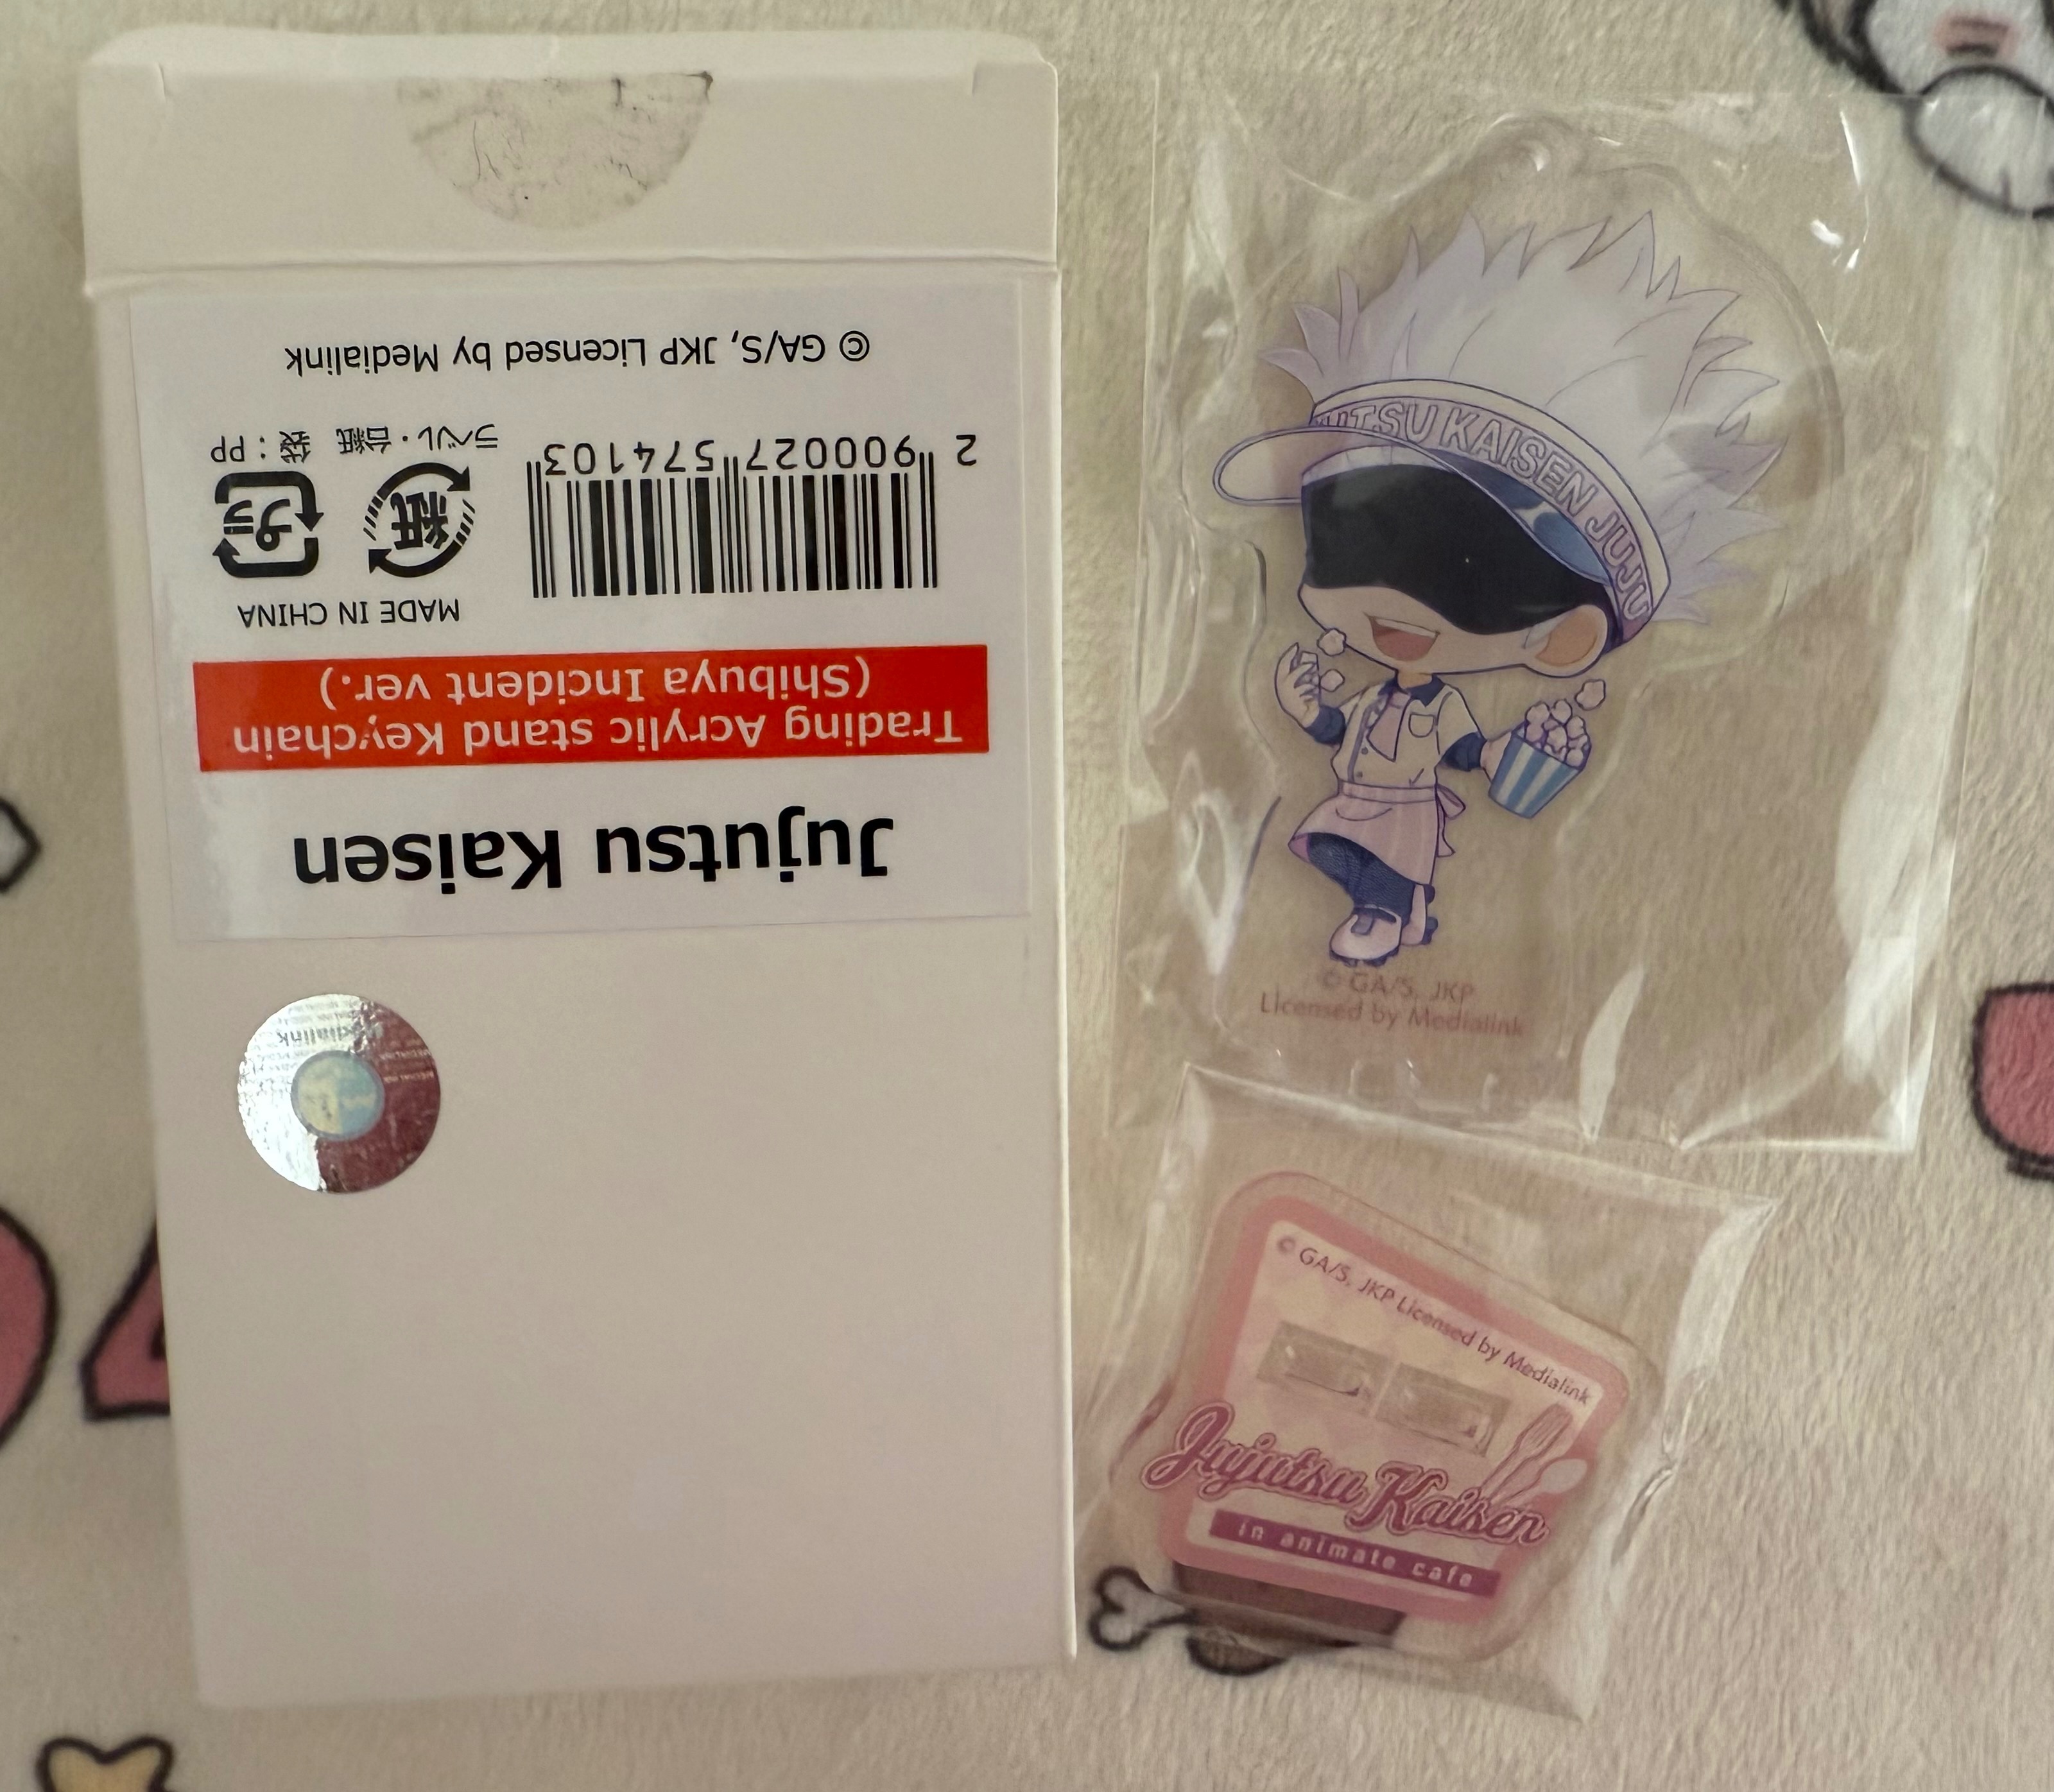 Jujutsu Kaisen
Trading Acrylic stand Keychain
(Shibuya Incident ver.)
MADE IN CHINA
2 900027 574103
紙
プラ
ラベル・台紙 袋：PP
© GA/S, JKP Licensed by Medialink
Medialink
JUTSU KAISEN JUJU
© GA/S, JKP
Licensed by Medialink
© GA/S, JKP Licensed by Medialink
Jujutsu Kaisen
in animate cafe